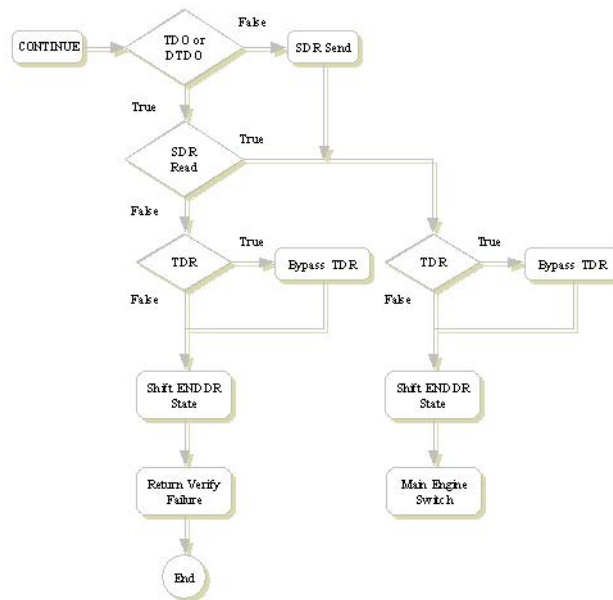 False
CONTINUE
TDO or
DTDO
SDR Send
True
True
SDR
Read
False
True
True
TDR
Bypass TDR
TDR
Bypass TDR
False
False
Shift ENDDR
State
Shift ENDDR
State
Return Verify
Failure
Main Engine
Switch
End